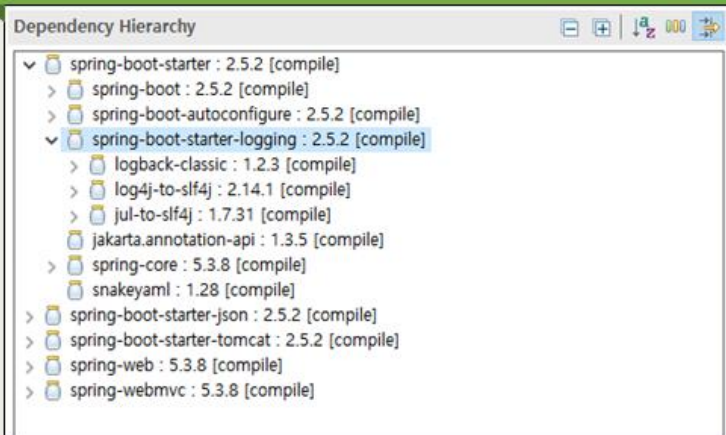 Dependency Hierarchy
spring-boot-starter : 2.5.2 [compile]
spring-boot : 2.5.2 [compile]
spring-boot-autoconfigure : 2.5.2 [compile]
spring-boot-starter-logging : 2.5.2 [compile]
logback-classic : 1.2.3 [compile]
log4j-to-slf4j : 2.14.1 [compile]
jul-to-slf4j : 1.7.31 [compile]
jakarta.annotation-api : 1.3.5 [compile]
spring-core : 5.3.8 [compile]
snakeyaml : 1.28 [compile]
spring-boot-starter-json : 2.5.2 [compile]
spring-boot-starter-tomcat : 2.5.2 [compile]
spring-web : 5.3.8 [compile]
spring-webmvc : 5.3.8 [compile]